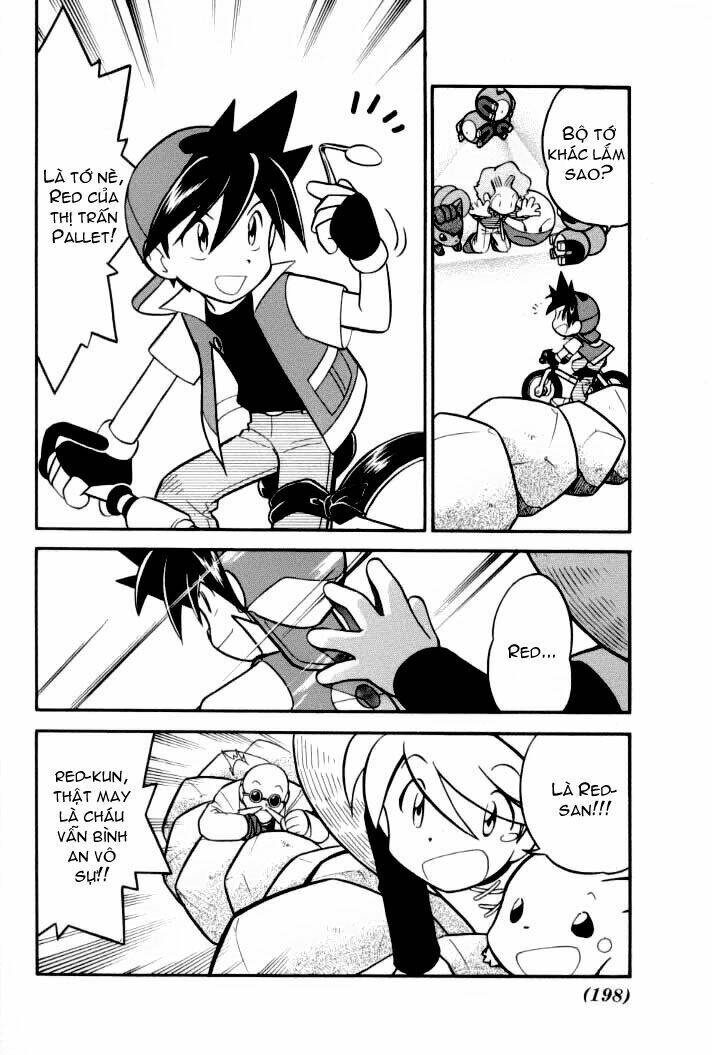 BỘ TỚ
KHÁC LẮM
SAO?
LÀ TỚ NÈ,
RED CỦA
THỊ TRẤN
PALLET!
RED...
LÀ RED-
SAN!!!
RED-KUN,
THẬT MAY
LÀ CHÁU
VẪN BÌNH
AN VÔ
SỰ!!
(198)